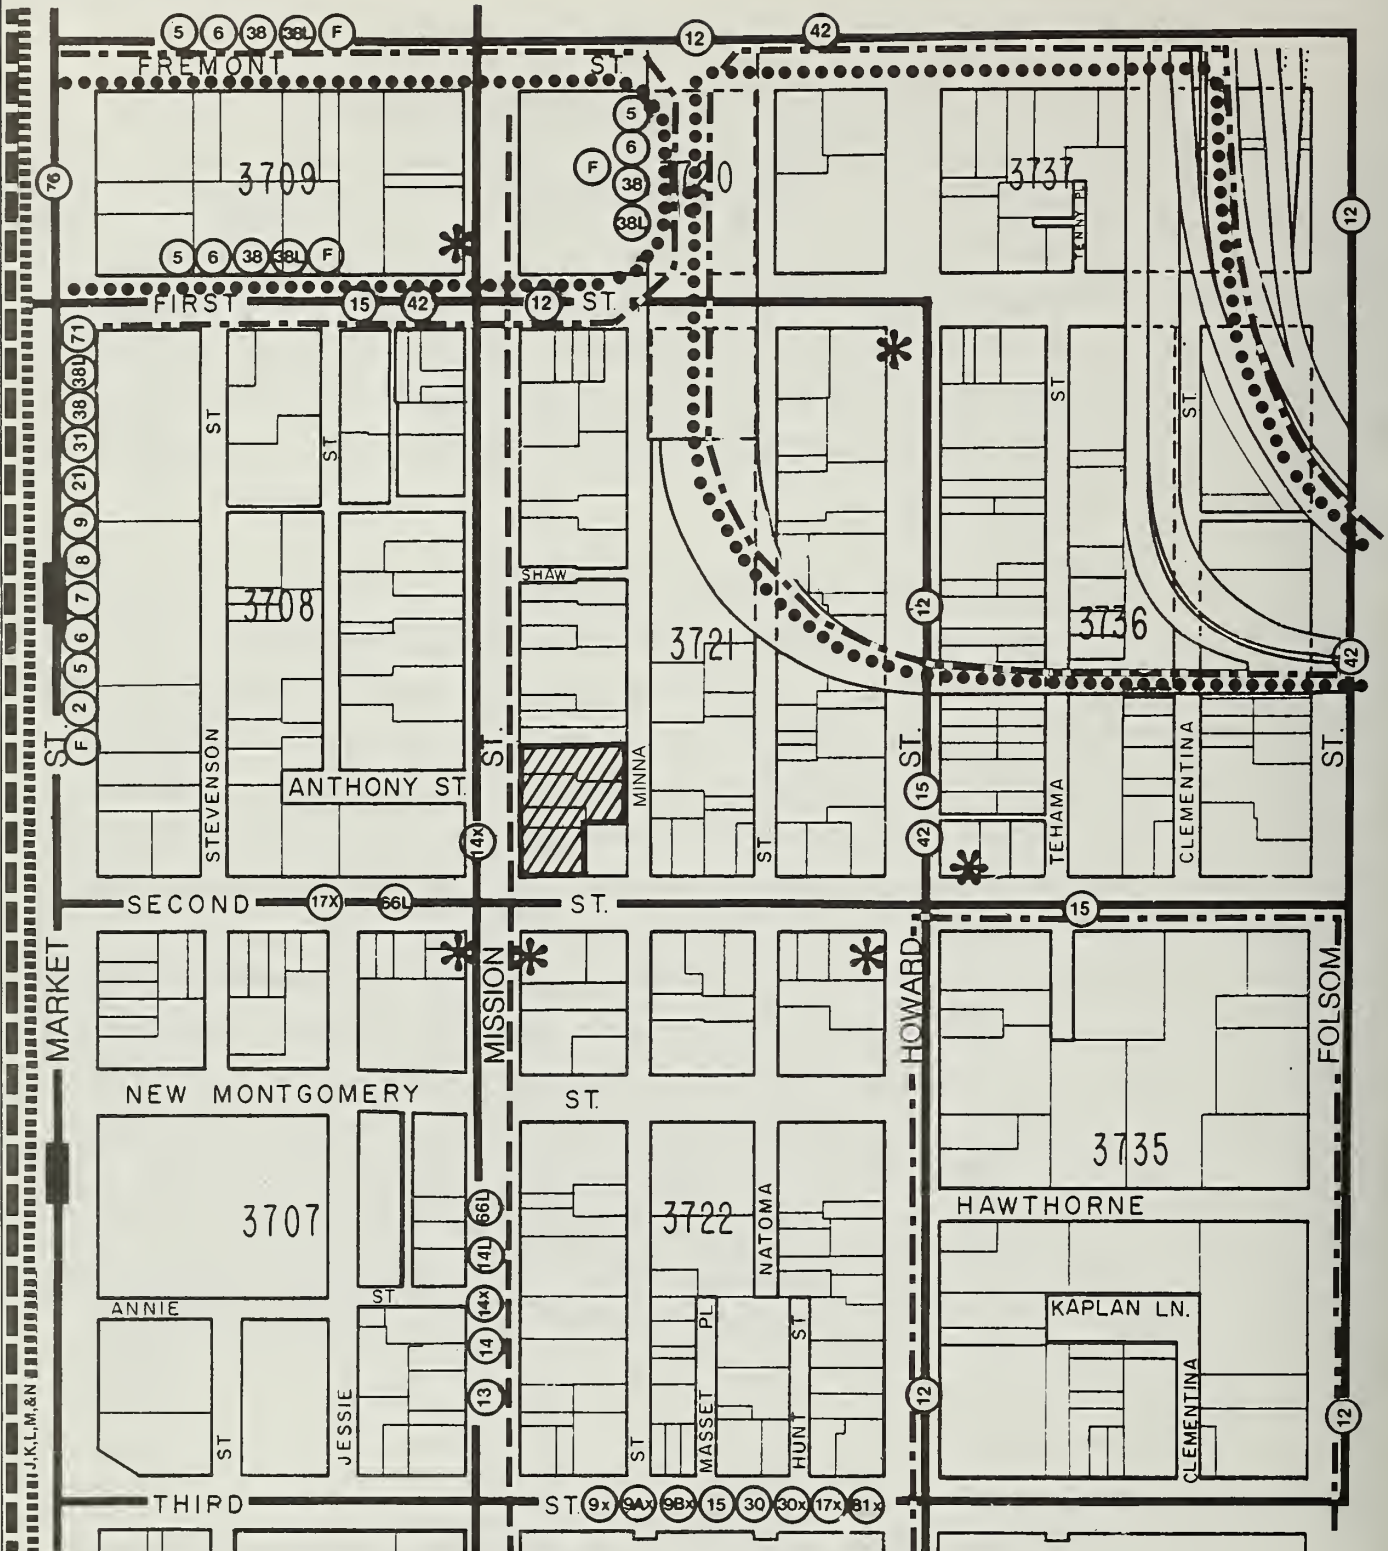 5 6 38 38L F
12
42
FREMONT ST.
5
6
F
38
38L
76
3709
3720
3737
TENNY PL
12
5 6 38 38L F
FIRST 15 42 12 ST.
71
38L
38
31
21
9
8
7
6
5
2
F
ST
ST
ST
ST.
SHAW
3708
3721
12
3736
42
ST.
ST.
ST.
ST.
STEVENSON
ANTHONY ST.
MINNA
15
42
TEHAMA
CLEMENTINA
14X
ST
SECOND 17X 66L ST.
15
MARKET
MISSION
HOWARD
FOLSOM
NEW MONTGOMERY ST.
3735
3707
3722
NATOMA
HAWTHORNE
66L
14L
14X
14
13
ANNIE
ST.
PL
ST
KAPLAN LN.
J,K,L,M,&N
ST
JESSIE
ST
MASSET
HUNT
12
CLEMENTINA
12
THIRD ST. 9X 9AX 9BX 15 30 30X 17X 81X